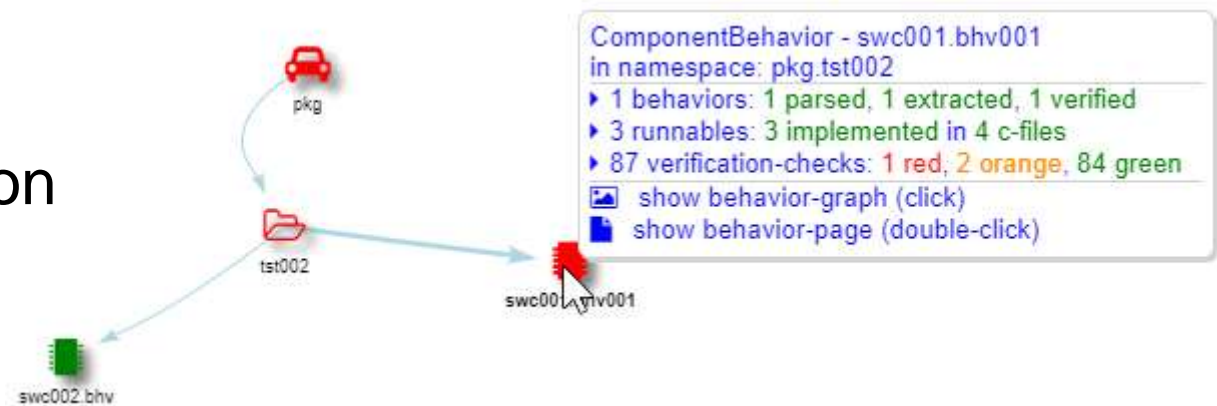 ComponentBehavior - swc001.bhv001
in namespace: pkg.tst002
1 behaviors: 1 parsed, 1 extracted, 1 verified
3 runnables: 3 implemented in 4 c-files
87 verification-checks: 1 red, 2 orange, 84 green
show behavior-graph (click)
show behavior-page (double-click)
pkg
on
tst002
swc002.bhv